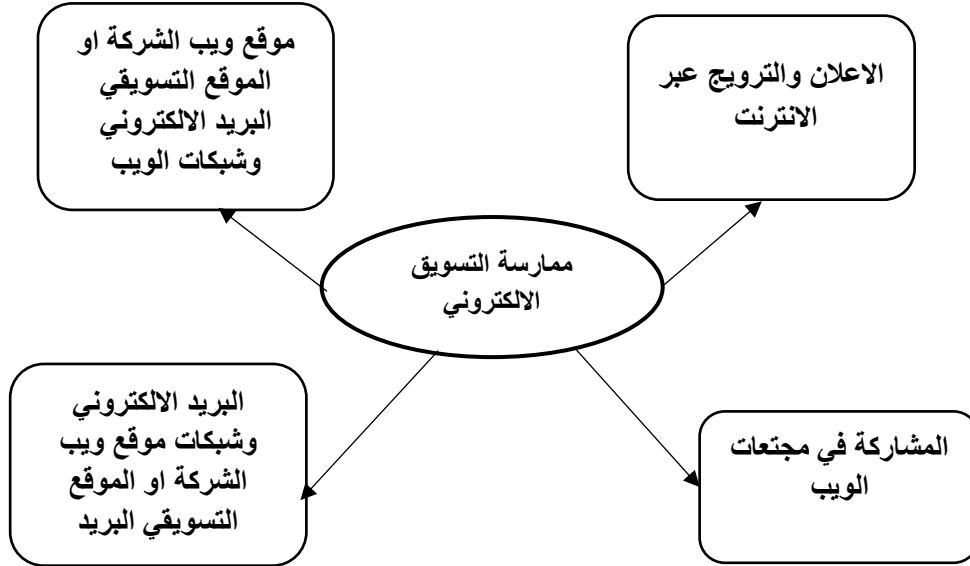 الاعلان والترويج عبر
الانترنت
موقع ويب الشركة او
الموقع التسويقي
البريد الالكتروني
وشبكات الويب
ممارسة التسويق
الالكتروني
المشاركة في مجتعات
الويب
البريد الالكتروني
وشبكات موقع ويب
الشركة او الموقع
التسويقي البريد